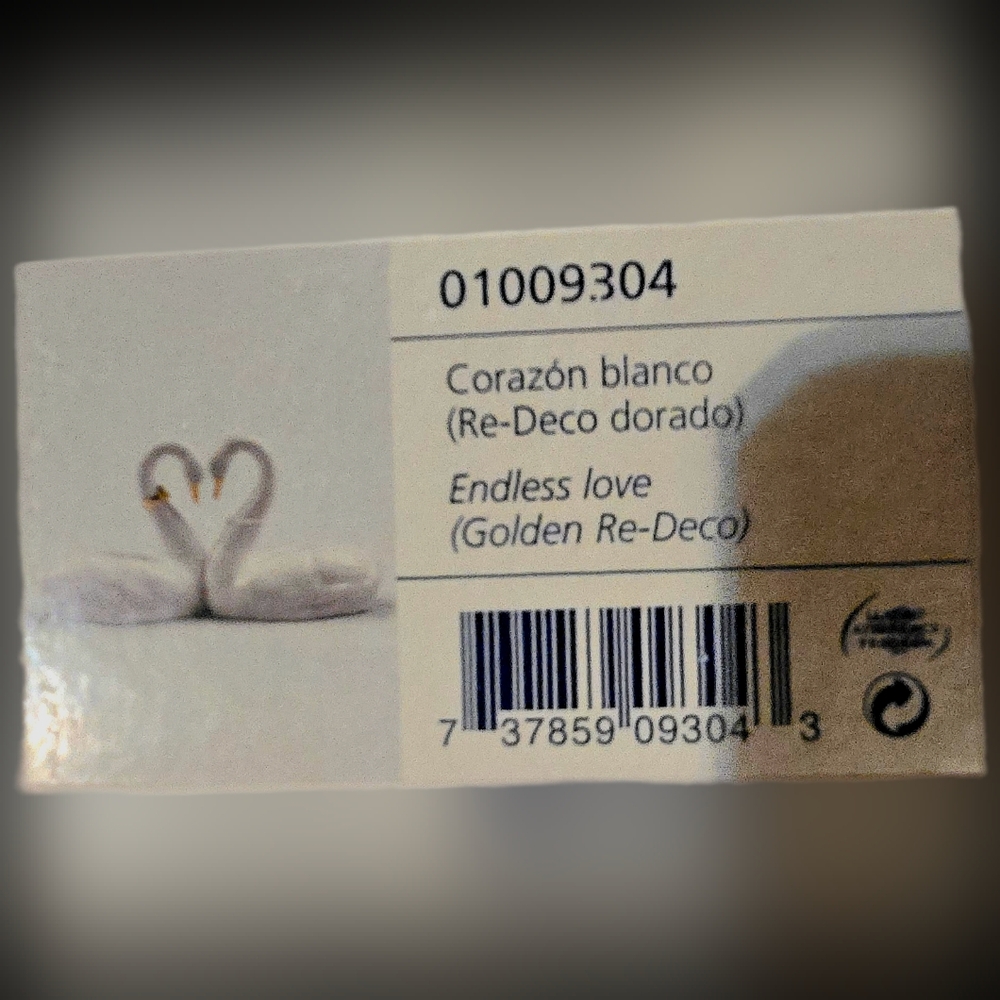 01009304
Corazón blanco
(Re-Deco dorado)
Endless love
(Golden Re-Deco)
7 37859 09304 3